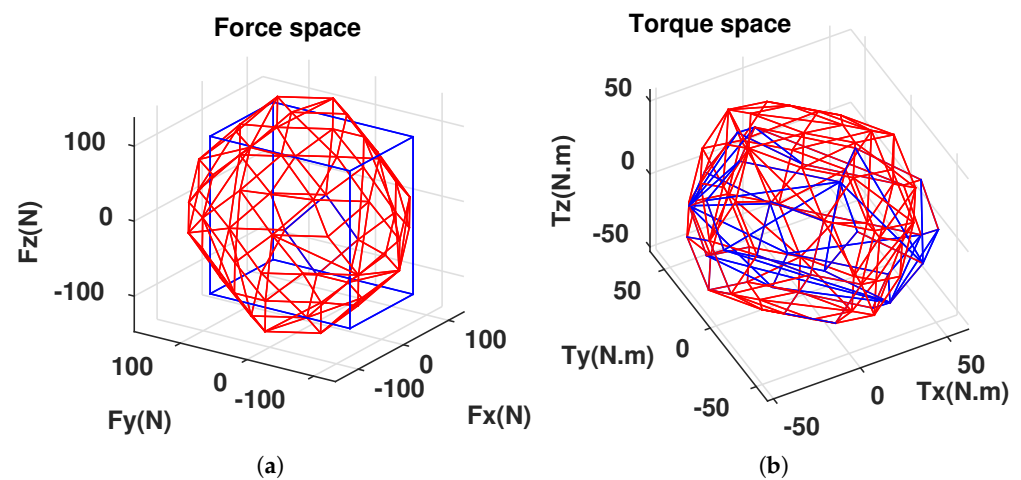 Force space
Torque space
100
0
-100
Fz(N)
100
0
-100
Fy(N)
-100
0
100
Fx(N)
50
0
-50
Tz(N.m)
50
0
-50
Ty(N.m)
-50
0
50
Tx(N.m)
(a)
(b)